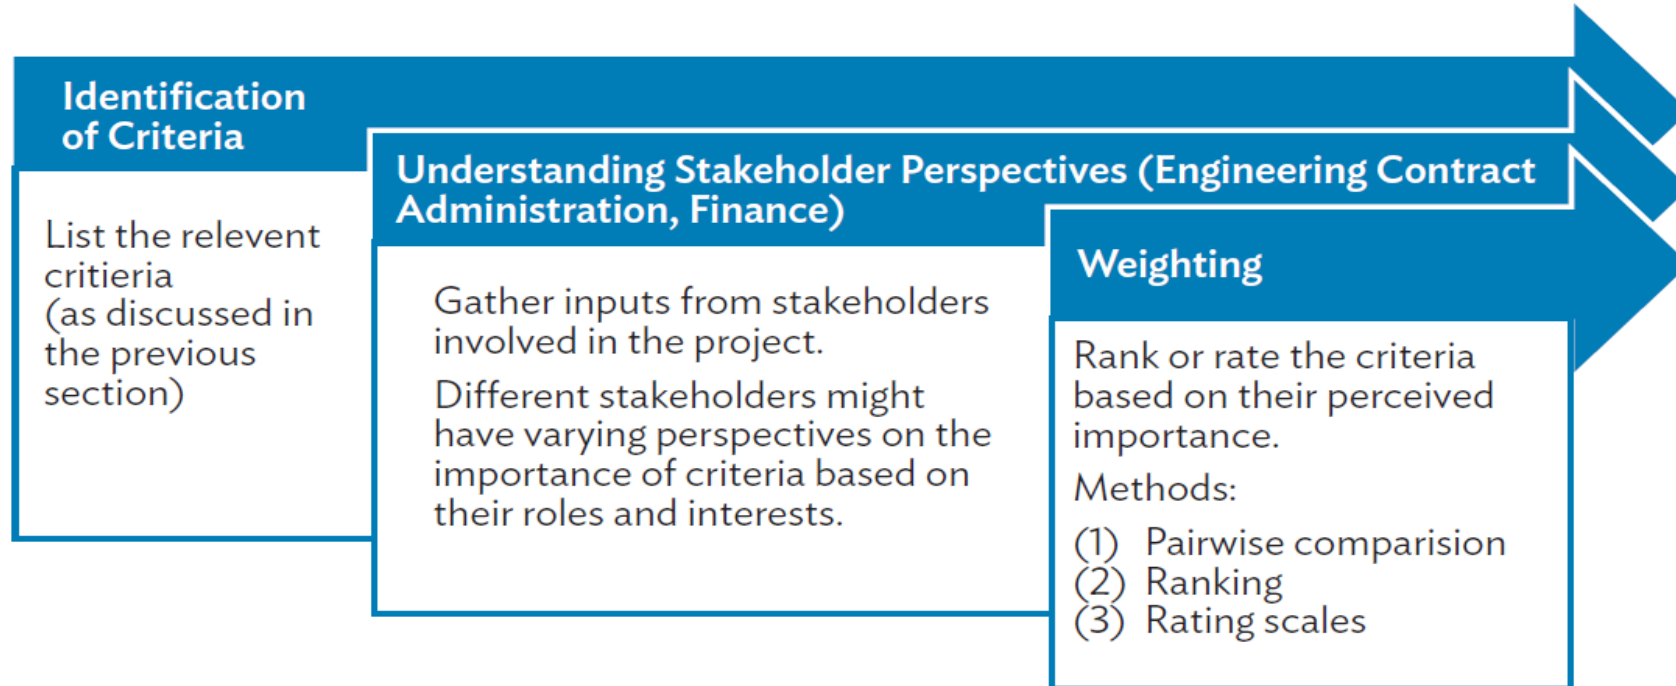 Identification
of Criteria
List the relevent
critieria
(as discussed in
the previous
section)
Understanding Stakeholder Perspectives (Engineering Contract
Administration, Finance)
Gather inputs from stakeholders
involved in the project.
Different stakeholders might
have varying perspectives on the
importance of criteria based on
their roles and interests.
Weighting
Rank or rate the criteria
based on their perceived
importance.
Methods:
(1) Pairwise comparision
(2) Ranking
(3) Rating scales